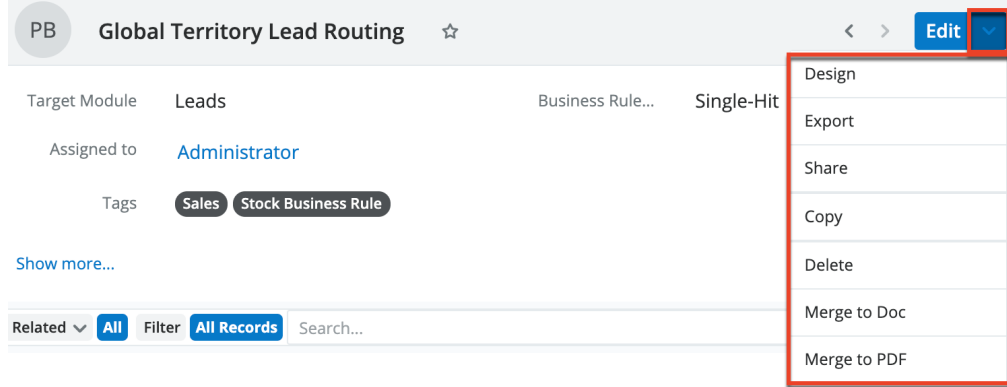 PB Global Territory Lead Routing Edit
Design
Target Module Leads Business Rule... Single-Hit
Export
Assigned to Administrator
Share
Tags Sales Stock Business Rule
Copy
Show more...
Delete
Merge to Doc
Related All Filter All Records Search...
Merge to PDF